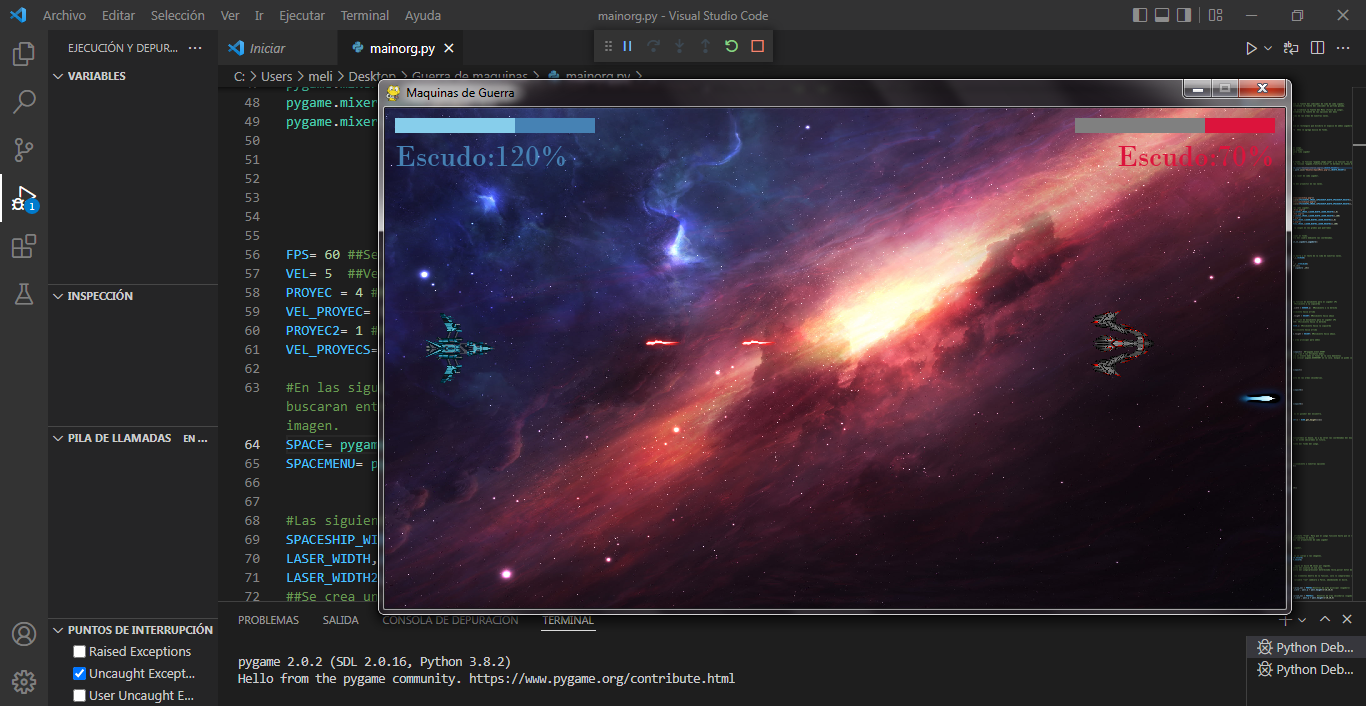 Archivo Editar Selección Ver Ir Ejecutar Terminal Ayuda
mainorg.py - Visual Studio Code
EJECUCIÓN Y DEPUR... ...
Iniciar
mainorg.py
C: > Users > meli > Desktop > Guerra de maquinas > mainorg.py >
VARIABLES
Maquinas de Guerra
48 pygame.mixer
49 pygame.mixer
50
51
52
53
54
55
56 FPS= 60 ##Se
57 VEL= 5 ##Ve
58 PROYEC = 4 #
59 VEL_PROYEC=
60 PROYEC2= 1 #
61 VEL_PROYECS=
62
63 #En las sigu
buscaran ent
imagen.
64 SPACE= pygam
65 SPACEMENU= p
66
67
68 #Las siguien
69 SPACESHIP_WI
70 LASER_WIDTH,
71 LASER_WIDTH2
72 ##Se crea un
Escudo:120%
Escudo:70%
INSPECCIÓN
PILA DE LLAMADAS EN ...
PUNTOS DE INTERRUPCIÓN
Raised Exceptions
Uncaught Except...
User Uncaught E...
1
PROBLEMAS SALIDA CONSOLA DE DEPURACIÓN TERMINAL
pygame 2.0.2 (SDL 2.0.16, Python 3.8.2)
Hello from the pygame community. https://www.pygame.org/contribute.html
Python Deb...
Python Deb...